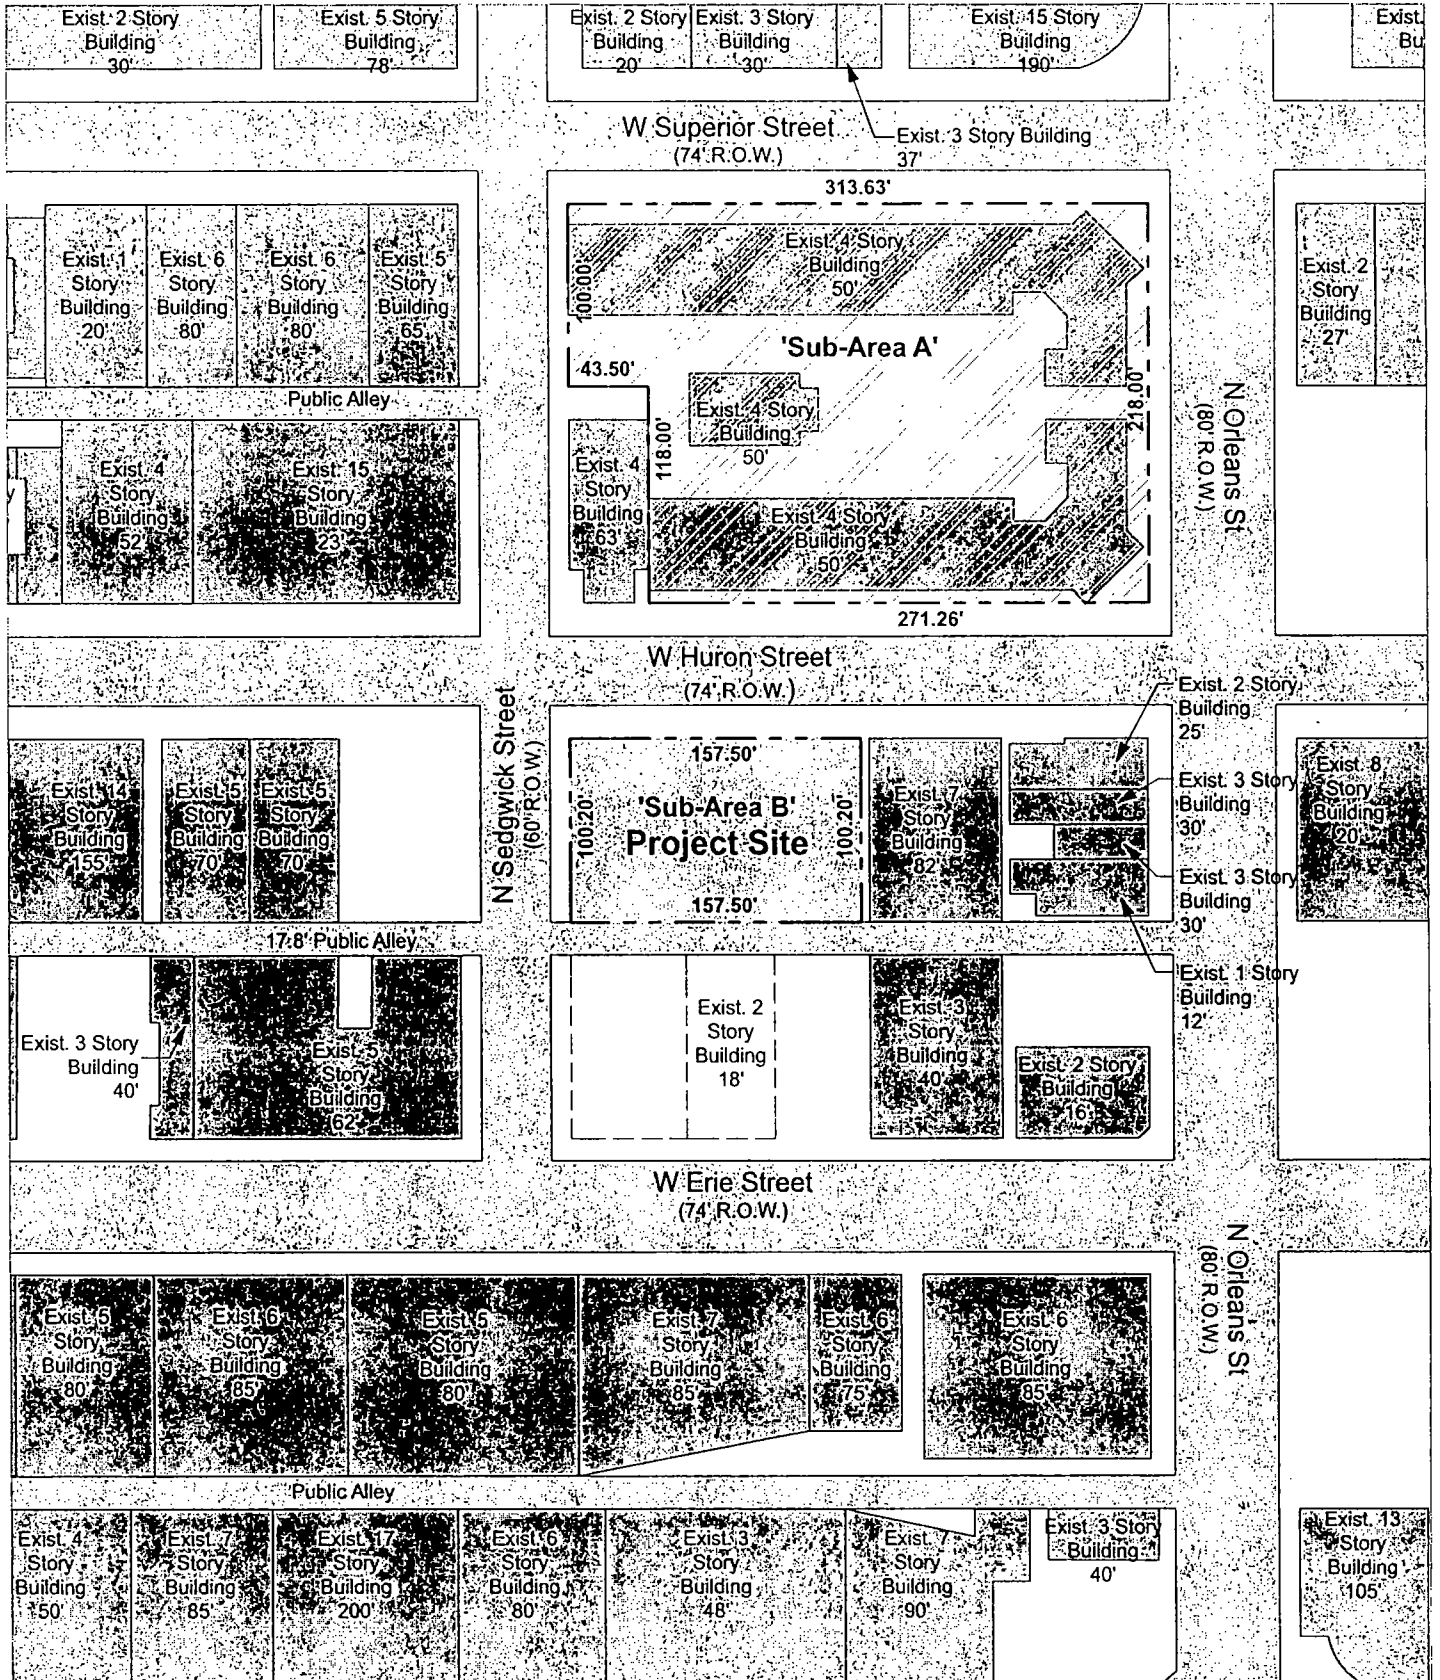 Exist. 2 Story
Building
30'
Exist. 5 Story
Building
78'
Exist. 2 Story
Building
20'
Exist. 3 Story
Building
30'
Exist. 15 Story
Building
190'
Exist.
Bu
W Superior Street
(74' R.O.W.)
Exist. 3 Story Building
37'
313.63'
Exist. 1
Story
Building
20'
Exist. 6
Story
Building
80'
Exist. 6
Story
Building
80'
Exist. 5
Story
Building
65'
100.00'
Exist. 4 Story
Building
50'
'Sub-Area A'
43.50'
118.00'
218.00'
Exist. 4 Story
Building
50'
Exist. 2
Story
Building
27'
Public Alley
N Orleans St
(80' R.O.W.)
y
Exist. 4
Story
Building
52'
Exist. 15
Story
Building
23
Exist. 4
Story
Building
63'
Exist. 4 Story
Building
50'
271.26'
W Huron Street
(74' R.O.W.)
N Sedgwick Street
(60' R.O.W.)
Exist. 2 Story
Building
25'
Exist. 14
Story
Building
155'
Exist. 5
Story
Building
70'
Exist. 5
Story
Building
70'
157.50'
100.20'
'Sub-Area B'
Project Site
100.20'
157.50'
Exist. 7
Story
Building
82'
Exist. 3 Story
Building
30'
Exist. 3 Story
Building
30'
Exist. 1 Story
Building
12'
Exist. 8
Story
Building
20'
17.8' Public Alley
Exist. 3 Story
Building
40'
Exist. 5
Story
Building
62'
Exist. 2
Story
Building
18'
Exist. 3
Story
Building
40'
Exist. 2 Story
Building
16'
W Erie Street
(74' R.O.W.)
N Orleans St
(80' R.O.W.)
Exist. 5
Story
Building
80'
Exist. 6
Story
Building
85'
Exist. 5
Story
Building
80'
Exist. 7
Story
Building
85'
Exist. 6
Story
Building
75'
Exist. 6
Story
Building
85'
Public Alley
Exist. 4
Story
Building
50'
Exist. 7
Story
Building
85'
Exist. 17
Story
Building
200'
Exist. 6
Story
Building
80'
Exist. 3
Story
Building
48'
Exist. 7
Story
Building
90'
Exist. 3 Story
Building
40'
Exist. 13
Story
Building
105'